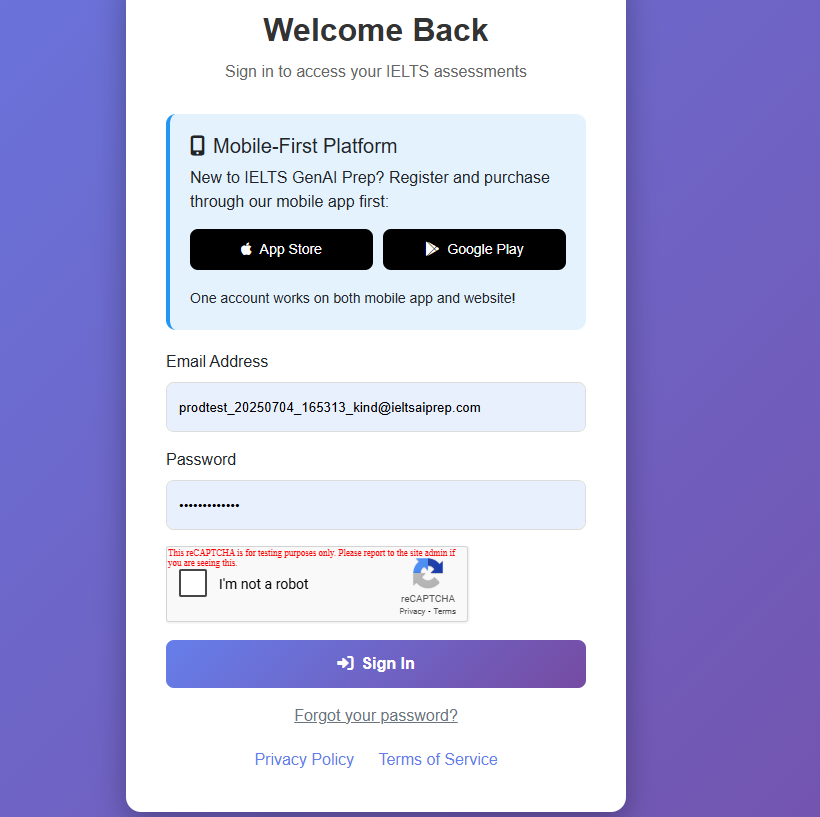 Welcome Back
Sign in to access your IELTS assessments
Mobile-First Platform
New to IELTS GenAI Prep? Register and purchase
through our mobile app first:
App Store
Google Play
One account works on both mobile app and website!
Email Address
prodtest_20250704_165313_kind@ieltsaiprep.com
Password
•••••••••••••
This reCAPTCHA is for testing purposes only. Please report to the site admin if
you are seeing this.
I'm not a robot
reCAPTCHA
Privacy - Terms
Sign In
Forgot your password?
Privacy Policy Terms of Service